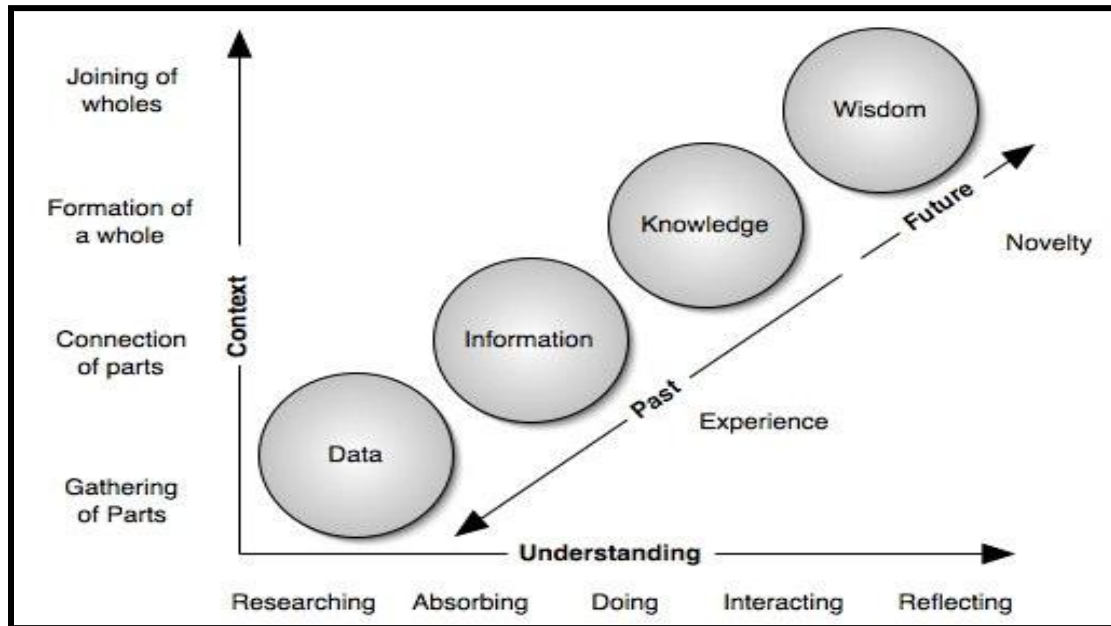 Joining of
wholes
Wisdom
Future
Formation of
a whole
Knowledge
Novelty
Context
Connection
of parts
Information
Past
Experience
Data
Gathering
of Parts
Understanding
Researching Absorbing Doing Interacting Reflecting